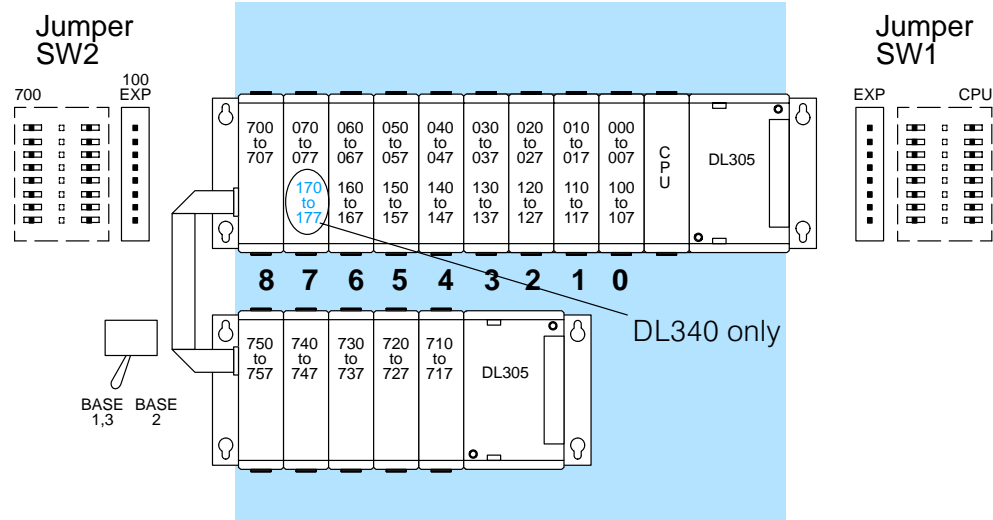 Jumper
SW2
Jumper
SW1
700
100
EXP
EXP
CPU
700
to
707
070
to
077
060
to
067
050
to
057
040
to
047
030
to
037
020
to
027
010
to
017
000
to
007
C
P
U
DL305
170
to
177
160
to
167
150
to
157
140
to
147
130
to
137
120
to
127
110
to
117
100
to
107
8 7 6 5 4 3 2 1 0
DL340 only
750
to
757
740
to
747
730
to
737
720
to
727
710
to
717
DL305
BASE
1,3
BASE
2